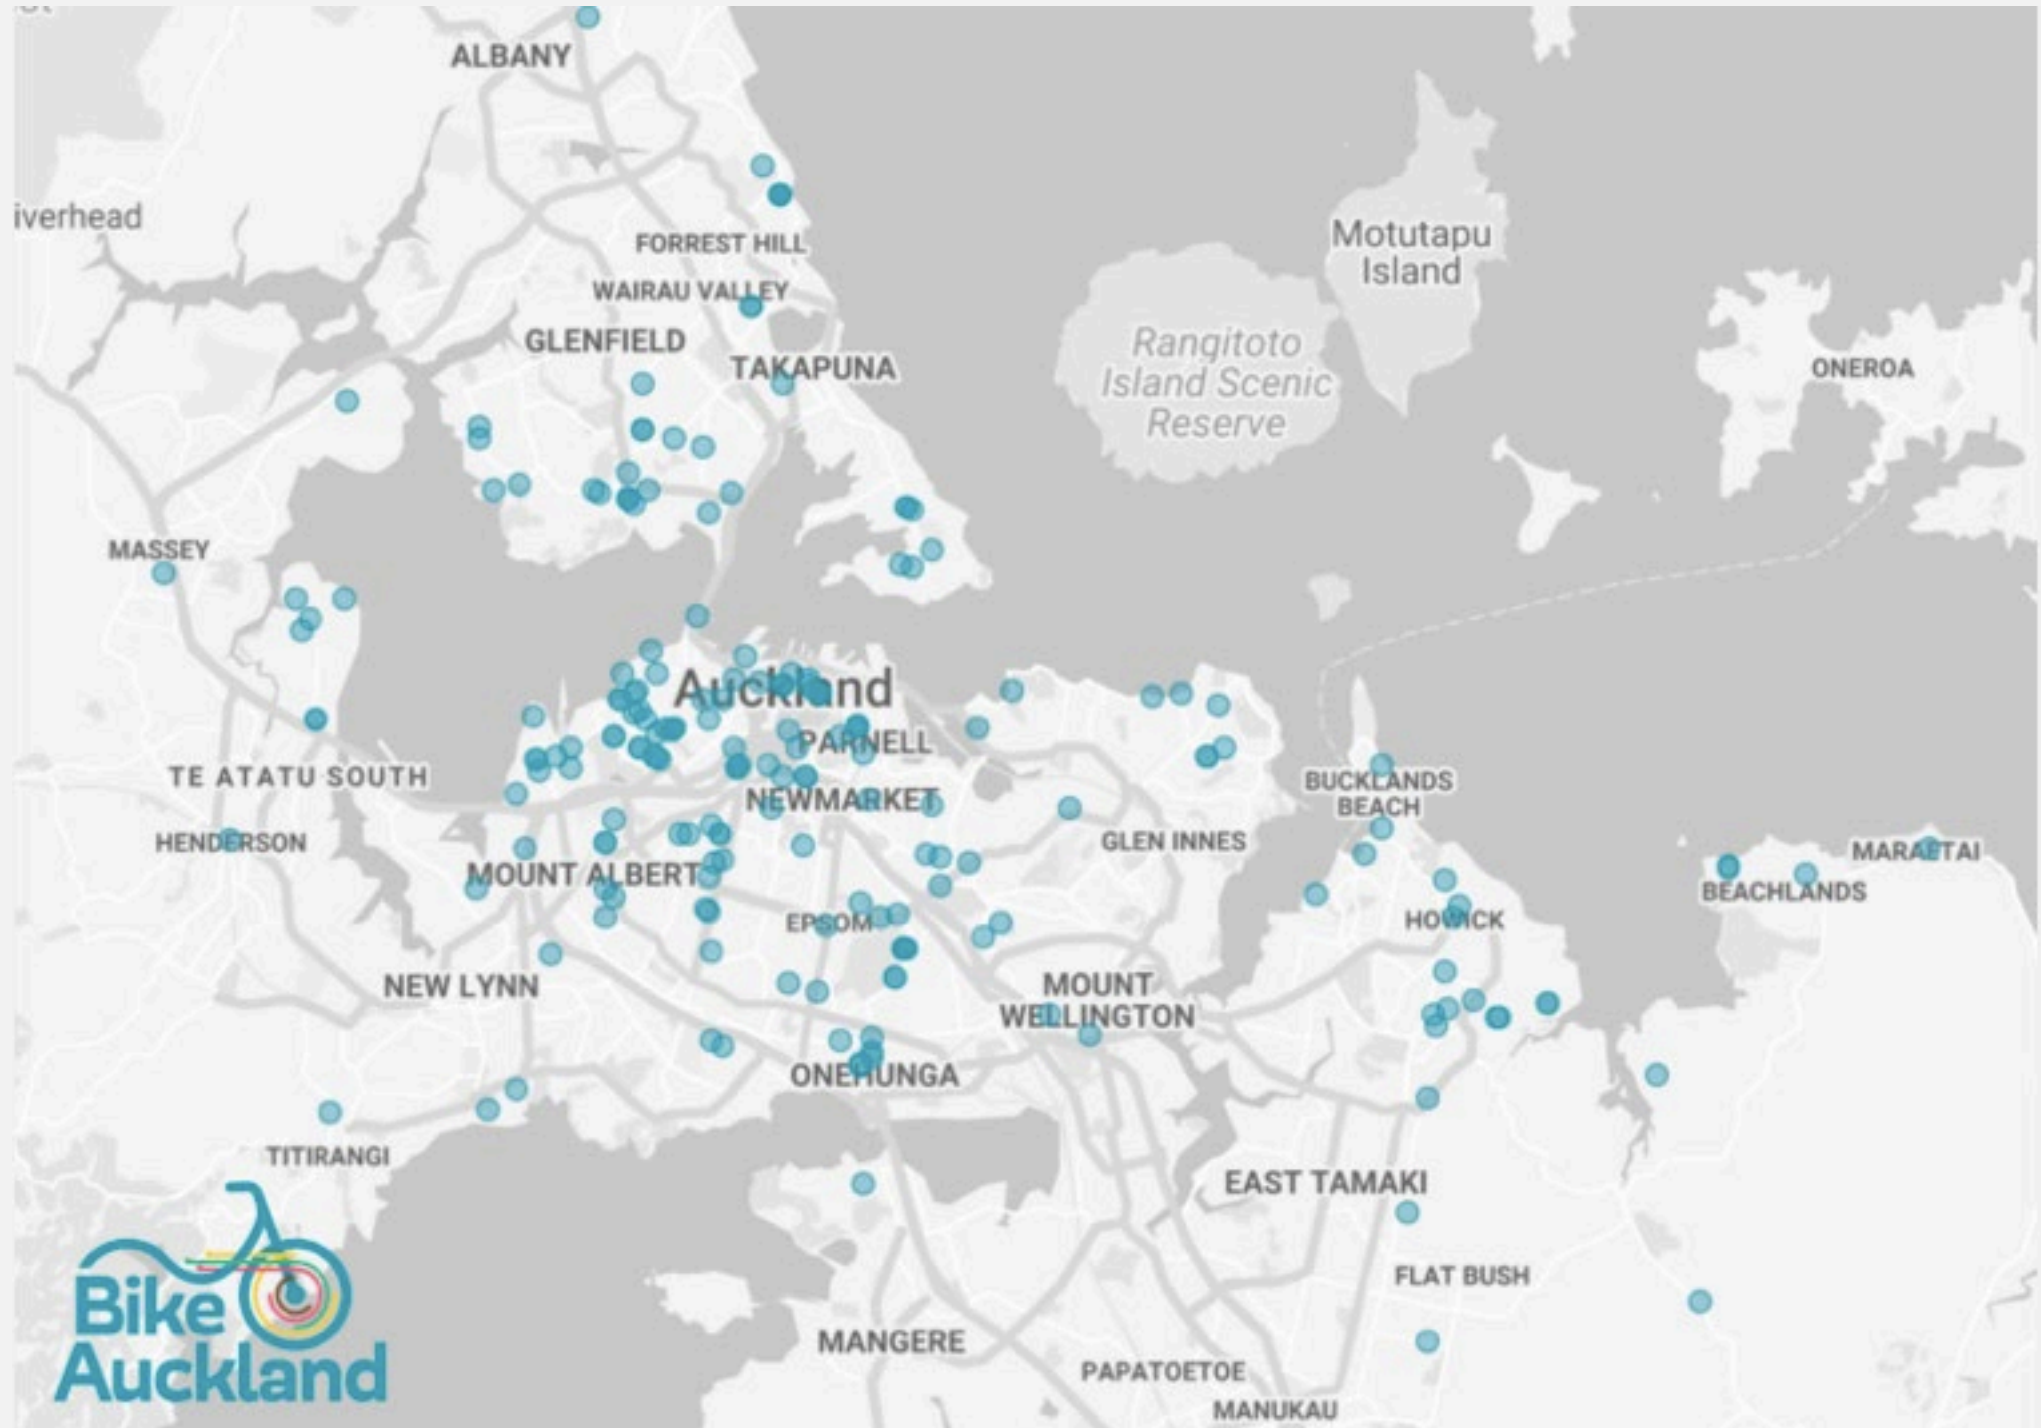 ALBANY
iverhead
FORREST HILL
WAIRAU VALLEY
GLENFIELD
TAKAPUNA
Motutapu
Island
Rangitoto
Island Scenic
Reserve
ONEROA
MASSEY
Auckland
PARNELL
TE ATATU SOUTH
BUCKLANDS
BEACH
NEWMARKET
HENDERSON
GLEN INNES
MARAETAI
MOUNT ALBERT
BEACHLANDS
EPSOM
HOWICK
NEW LYNN
MOUNT
WELLINGTON
ONEHUNGA
TITIRANGI
EAST TAMAKI
FLAT BUSH
Bike
Auckland
MANGERE
PAPATOETOE
MANUKAU